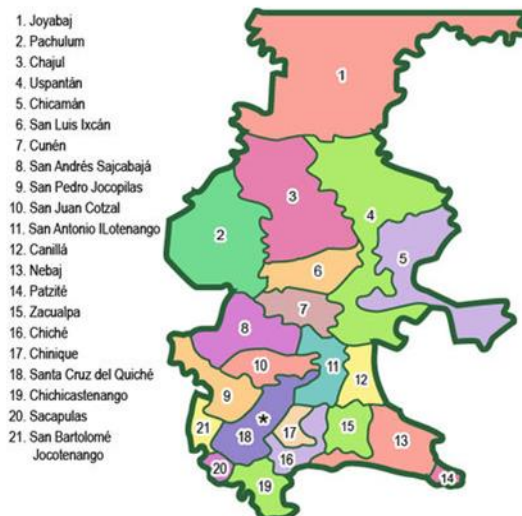 1. Joyabaj
2. Pachulum
3. Chajul
4. Uspantán
5. Chicamán
6. San Luis Ixcán
7. Cunén
8. San Andrés Sajcabajá
9. San Pedro Jocopilas
10. San Juan Cotzal
11. San Antonio ILotenango
12. Canillá
13. Nebaj
14. Patzité
15. Zacualpa
16. Chiché
17. Chinique
18. Santa Cruz del Quiché
19. Chichicastenango
20. Sacapulas
21. San Bartolomé
Jocotenango
1
2
3
4
5
6
7
8
9
10
11
12
13
14
15
16
17
18
*
19
20
21